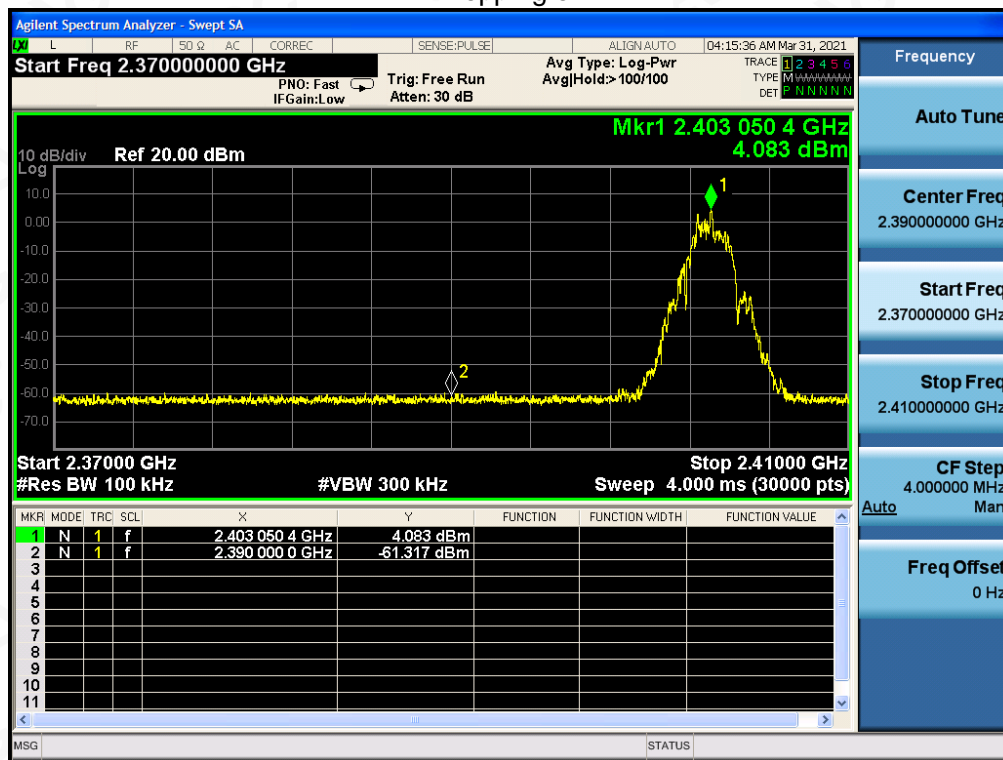 Agilent Spectrum Analyzer - Swept SA
LXI L RF 50 Ω AC CORREC SENSE:PULSE ALIGN AUTO 04:15:36 AM Mar 31, 2021
Start Freq 2.370000000 GHz
PNO: Fast
IFGain:Low
Trig: Free Run
Atten: 30 dB
Avg Type: Log-Pwr
Avg|Hold:>100/100
TRACE 1 2 3 4 5 6
TYPE M
DET P N N N N N
Mkr1 2.403 050 4 GHz
4.083 dBm
10 dB/div
Log
Ref 20.00 dBm
10.0
0.00
-10.0
-20.0
-30.0
-40.0
-50.0
-60.0
-70.0
1
2
Start 2.37000 GHz
Stop 2.41000 GHz
#Res BW 100 kHz
#VBW 300 kHz
Sweep 4.000 ms (30000 pts)
MKR MODE TRC SCL X Y FUNCTION FUNCTION WIDTH FUNCTION VALUE
1 N 1 f 2.403 050 4 GHz 4.083 dBm
2 N 1 f 2.390 000 0 GHz -61.317 dBm
3
4
5
6
7
8
9
10
11
MSG
STATUS
Frequency
Auto Tune
Center Freq
2.390000000 GHz
Start Freq
2.370000000 GHz
Stop Freq
2.410000000 GHz
CF Step
4.000000 MHz
Auto Man
Freq Offset
0 Hz